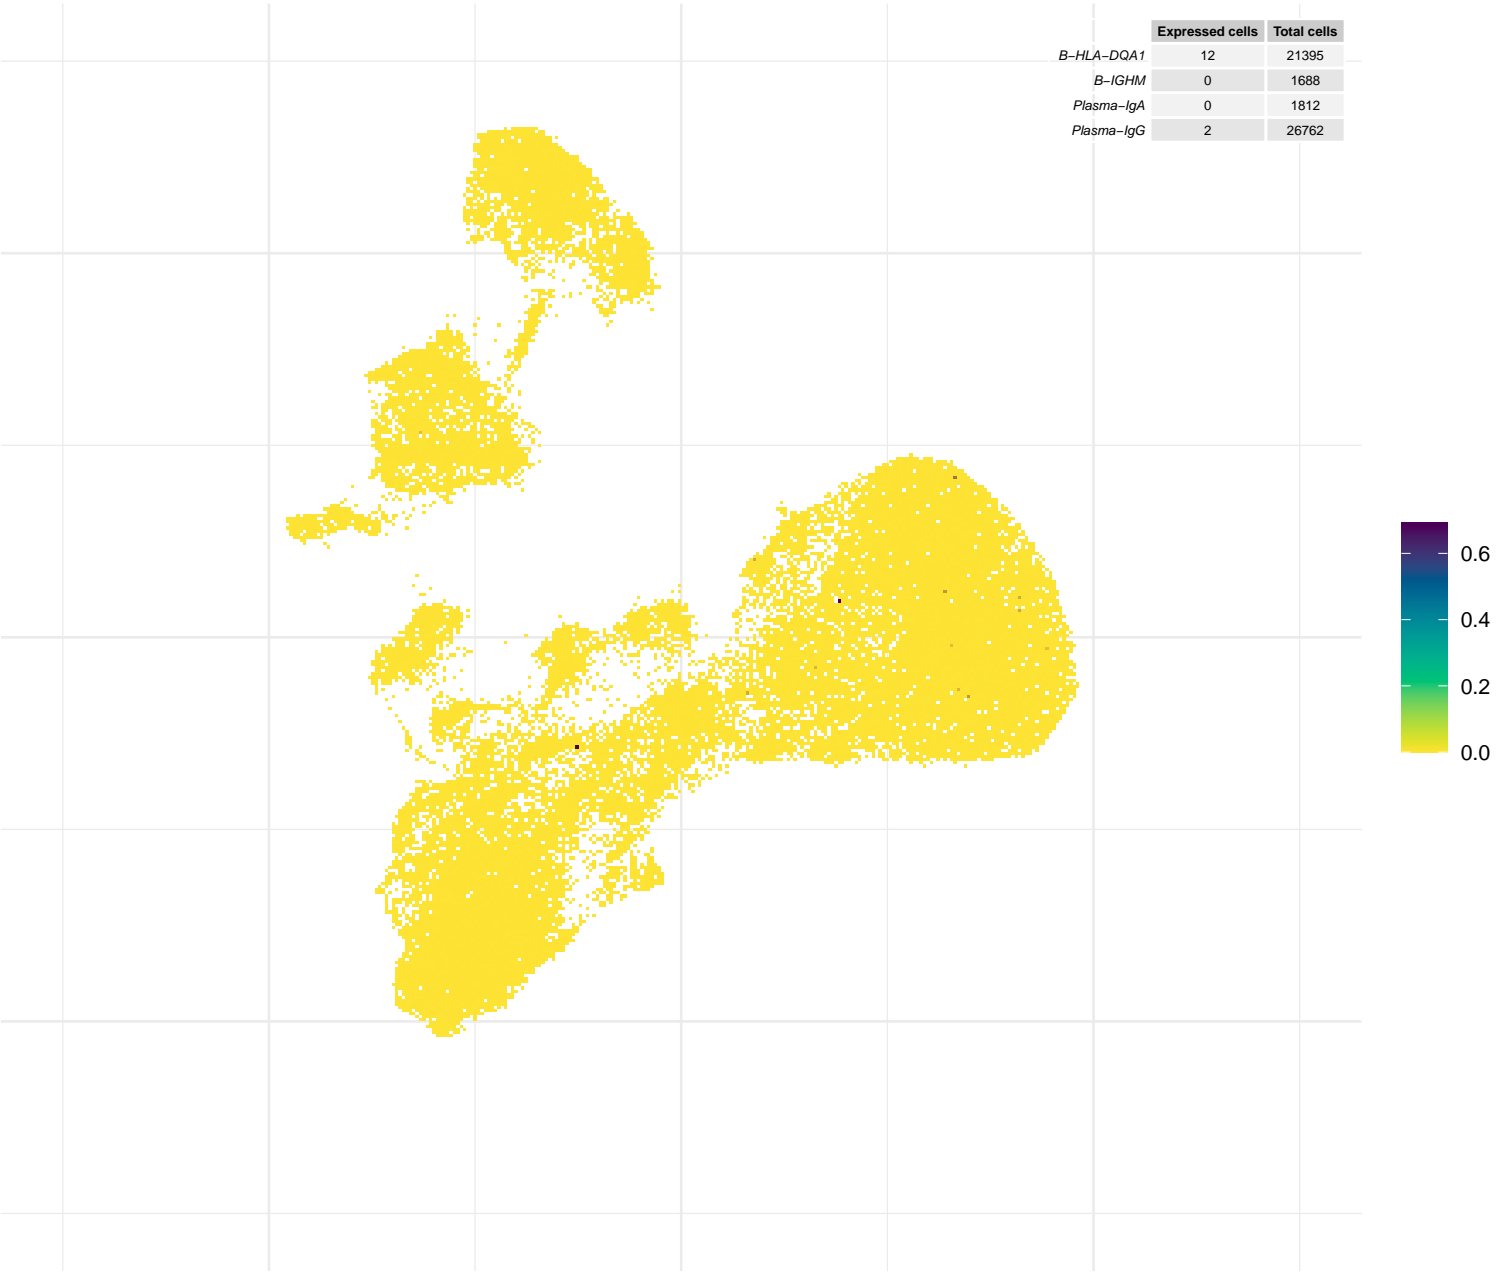 Expressed cells Total cells
B−HLA−DQA1 12 21395
B−IGHM 0 1688
Plasma−IgA 0 1812
Plasma−IgG 2 26762
0.6
0.4
0.2
0.0